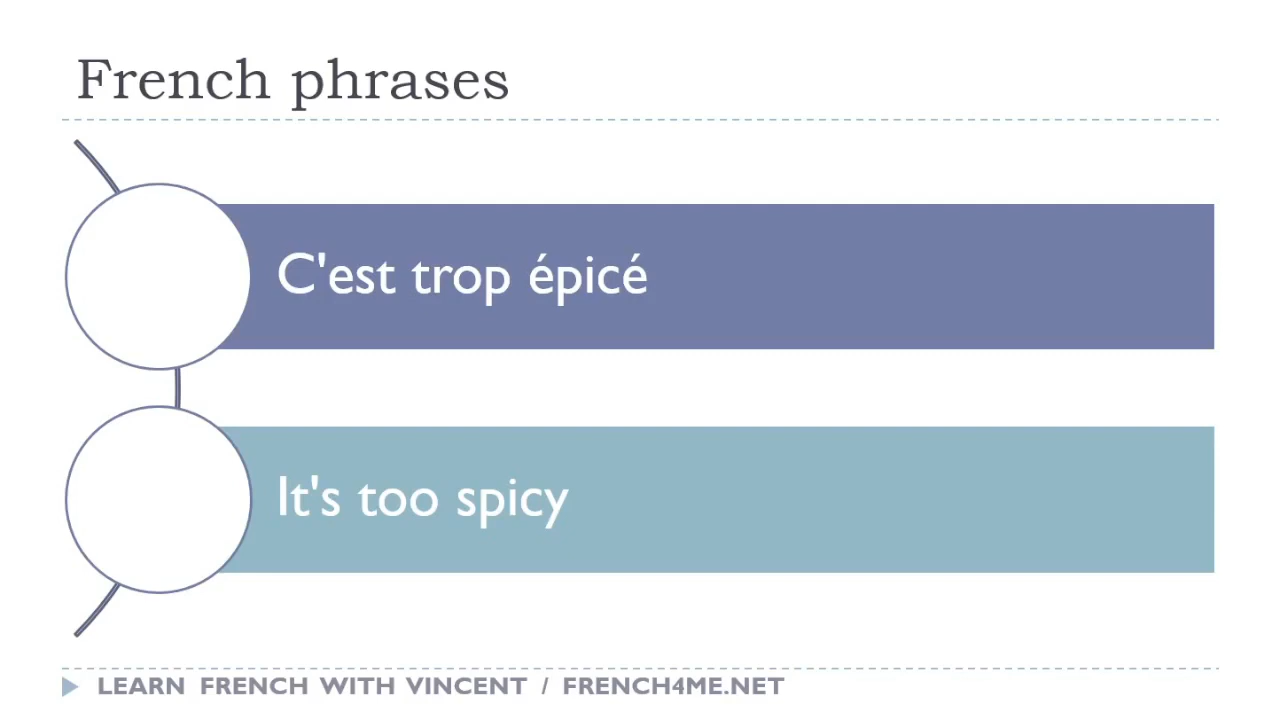 French phrases
C'est trop épicé
It's too spicy
LEARN FRENCH WITH VINCENT / FRENCH4ME.NET